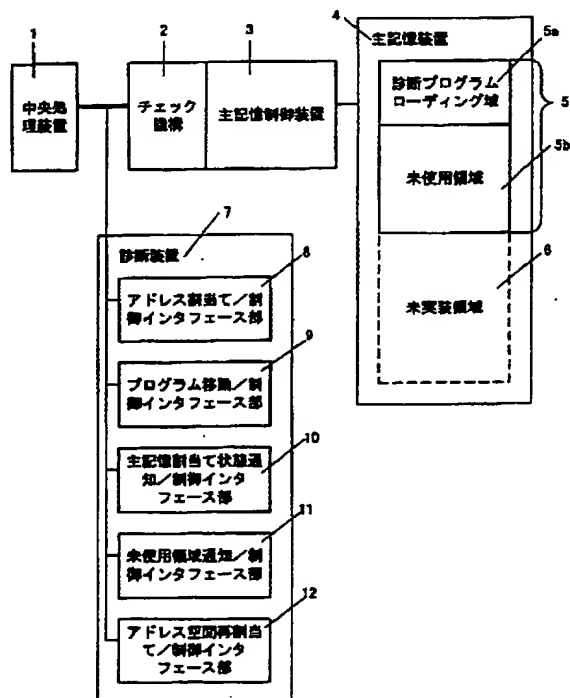 1
中央処
理装置
2
チェック
機構
3
主記憶制御装置
4
主記憶装置
5a
診断プログラム
ローディング域
5
5b
未使用領域
6
未実装領域
7
診断装置
8
アドレス割当て/制
御インタフェース部
9
プログラム移動/制
御インタフェース部
10
主記憶割当て状態通
知/制御インタ
フェース部
11
未使用領域通知/制
御インタフェース部
12
アドレス空間再割当
て/制御インタ
フェース部